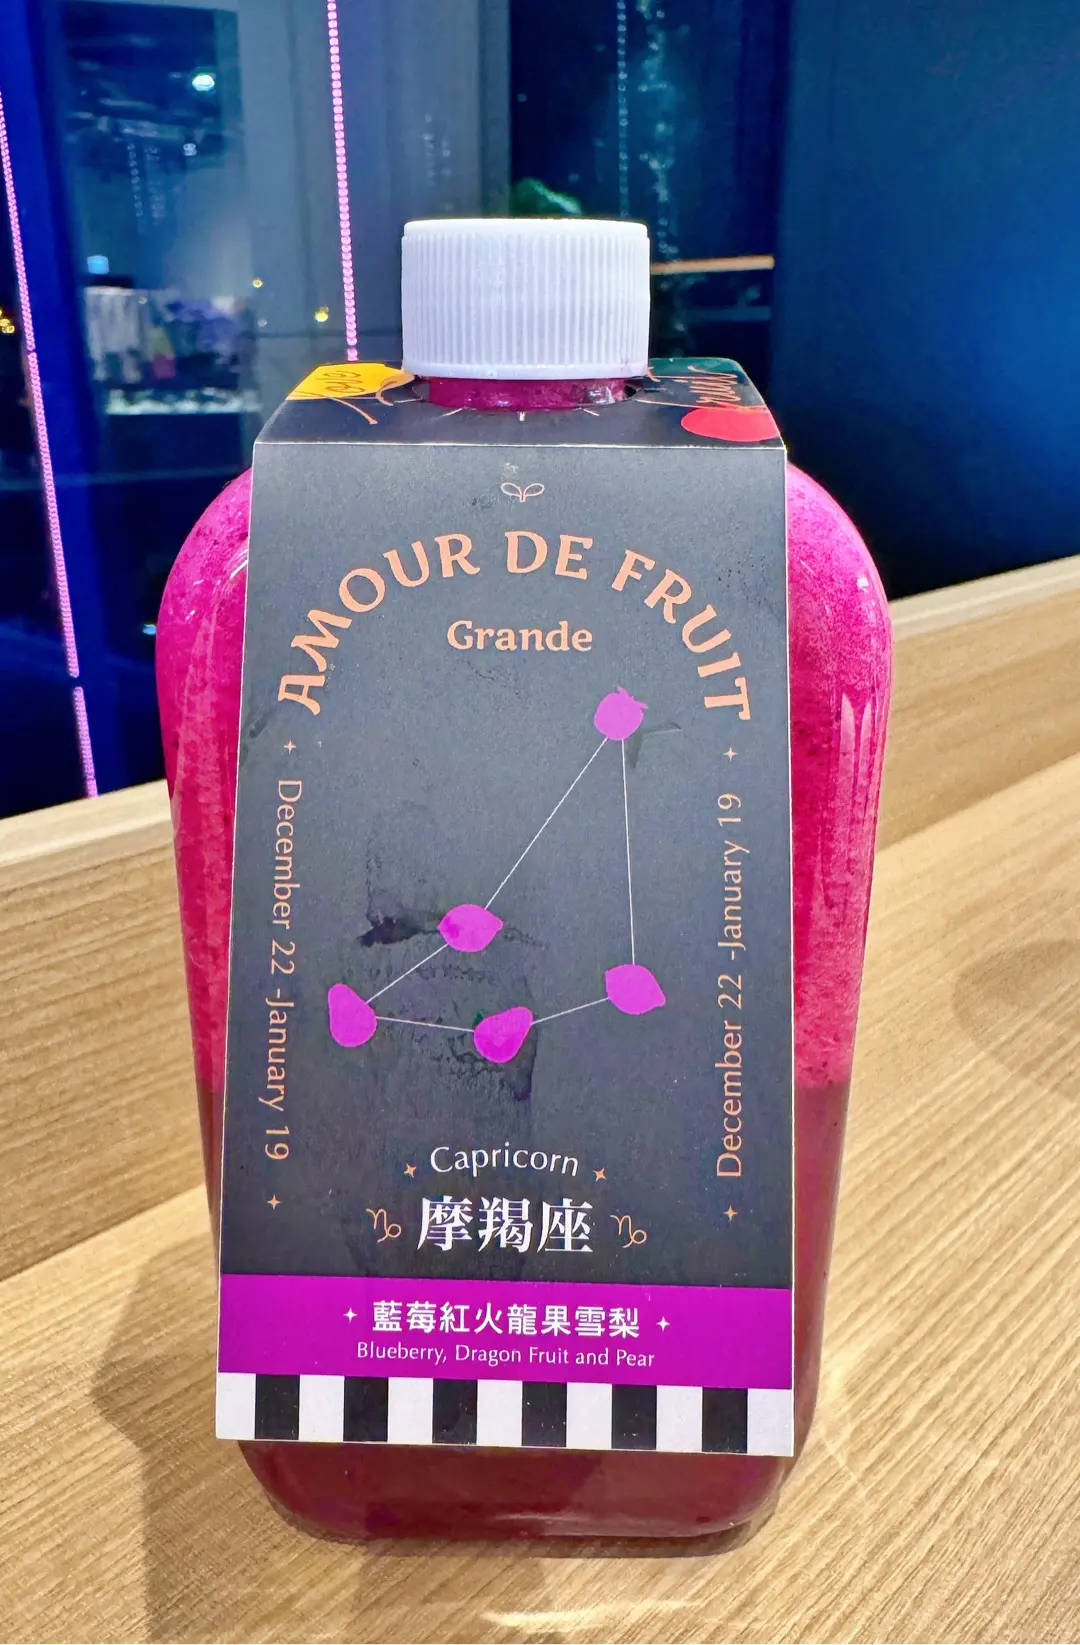 AMOUR DE FRUIT
Grande
December 22 -January 19
December 22 -January 19
Capricorn
♑ 摩羯座 ♑
藍莓紅火龍果雪梨
Blueberry, Dragon Fruit and Pear